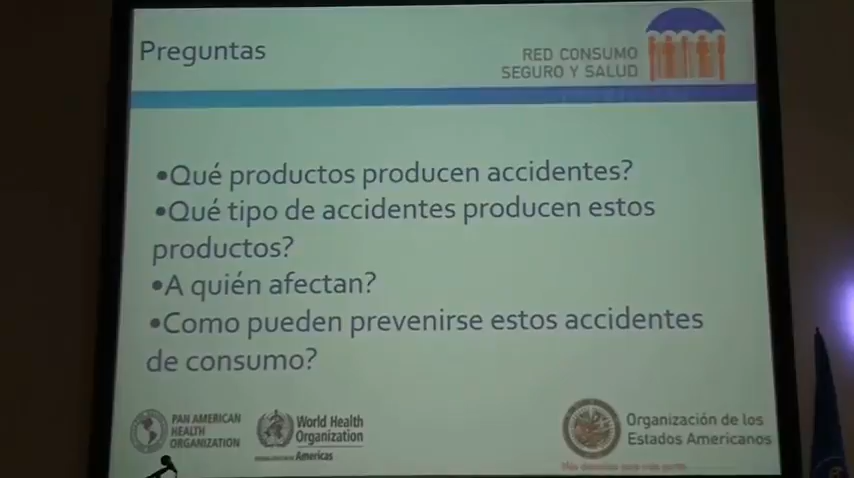 Preguntas
RED CONSUMO
SEGURO Y SALUD
•Qué productos producen accidentes?
•Qué tipo de accidentes producen estos
productos?
•A quién afectan?
•Como pueden prevenirse estos accidentes
de consumo?
PAN AMERICAN
HEALTH
ORGANIZATION
World Health
Organization
Americas
Organización de los
Estados Americanos